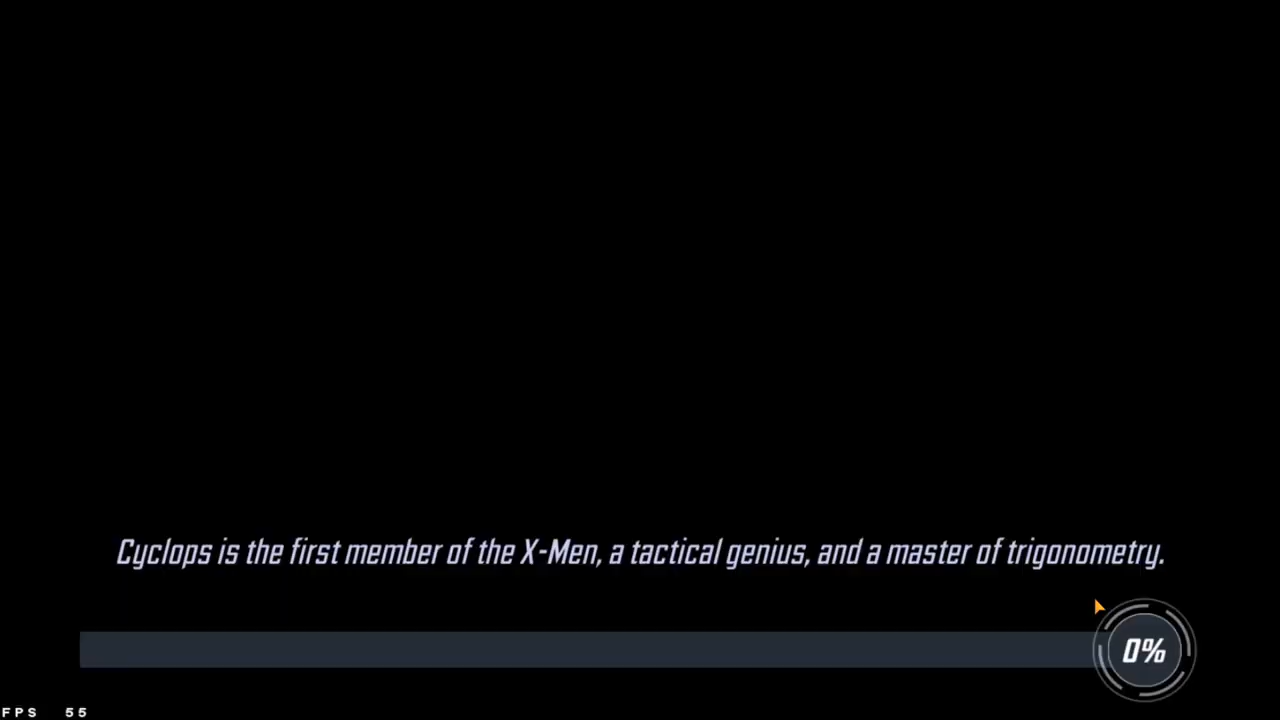 Cyclops is the first member of the X-Men, a tactical genius, and a master of trigonometry.
0%
FPS 55